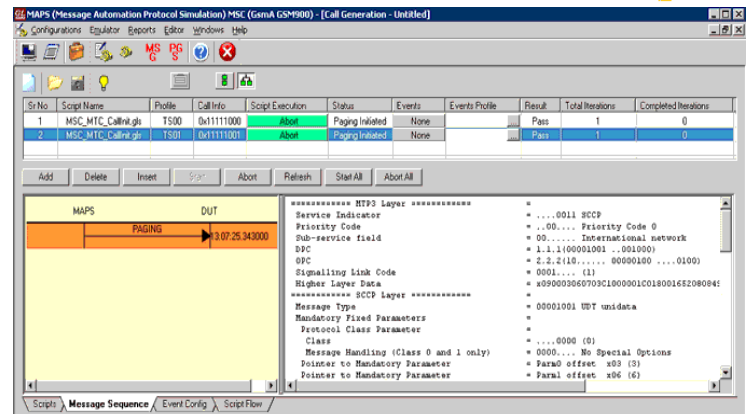 MAPS (Message Automation Protocol Simulation) MSC (GsmA GSM900) - [Call Generation - Untitled]
Configurations Emulator Reports Editor Windows Help
MS G PG S
Sr No Script Name Profile Call Info Script Execution Status Events Events Profile Result Total Iterations Completed Iterations
1 MSC_MTC_CallInit.gls TS00 0x11111000 Abort Paging Initiated None ... Pass 1 0
2 MSC_MTC_CallInit.gls TS01 0x11111001 Abort Paging Initiated None ... Pass 1 0
Add Delete Insert Start Abort Refresh Start All Abort All
MAPS DUT
PAGING
13:07:25.343000
============ MTP3 Layer ============ =
Service Indicator = ....0011 SCCP
Priority Code = ..00.... Priority Code 0
Sub-service field = 00...... International network
DPC = 1.1.1(00001001 ..001000)
OPC = 2.2.2(10...... 00000100 ....0100)
Signalling Link Code = 0001.... (1)
Higher Layer Data = x090003060703C1000001C018001652080849
============ SCCP Layer ============ =
Message Type = 00001001 UDT unidata
Mandatory Fixed Parameters =
Protocol Class Parameter =
Class = ....0000 (0)
Message Handling (Class 0 and 1 only) = 0000.... No Special Options
Pointer to Mandatory Parameter = Parm0 offset x03 (3)
Pointer to Mandatory Parameter = Parm1 offset x06 (6)
Scripts Message Sequence Event Config Script Flow